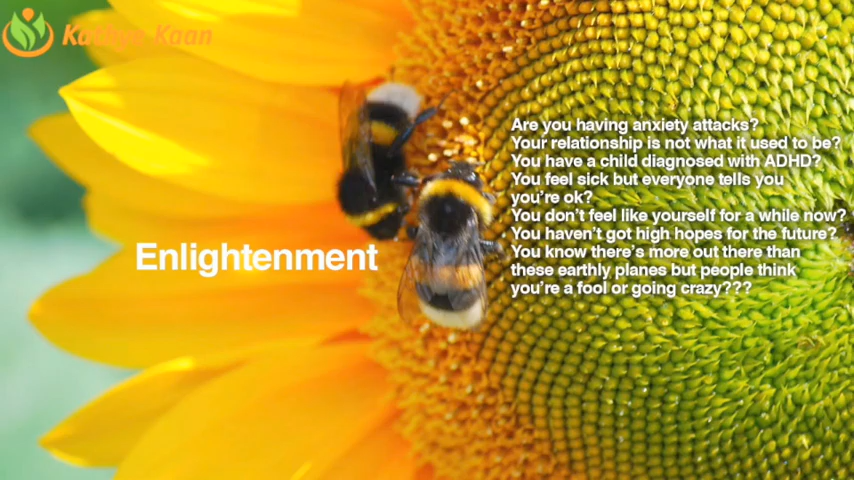 Kathye Kaan
Enlightenment
Are you having anxiety attacks?
Your relationship is not what it used to be?
You have a child diagnosed with ADHD?
You feel sick but everyone tells you
you're ok?
You don't feel like yourself for a while now?
You haven't got high hopes for the future?
You know there's more out there than
these earthly planes but people think
you're a fool or going crazy???